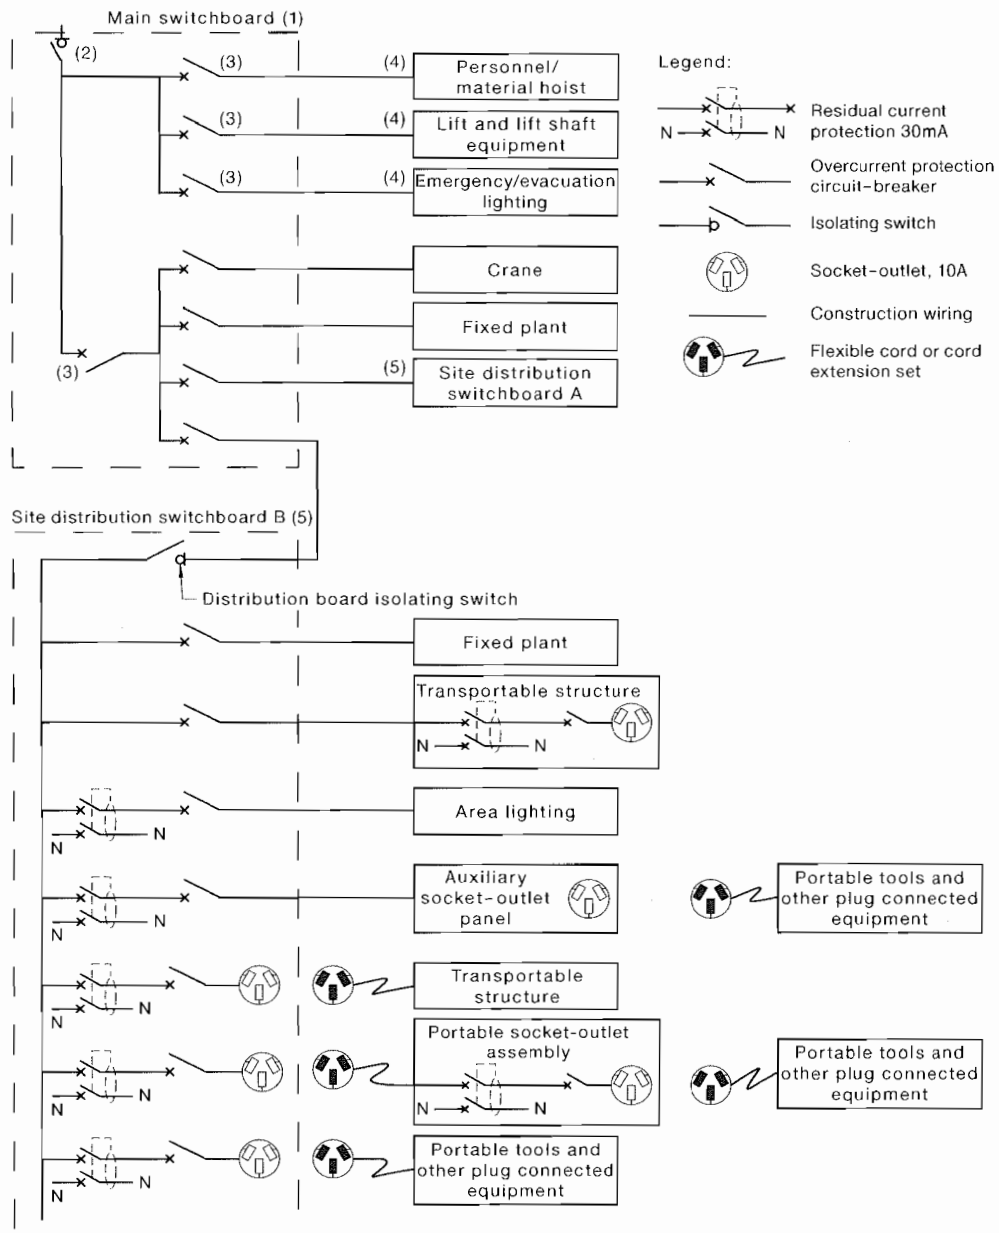 Main switchboard (1)
(2)
(3)
(4)
Personnel/
material hoist
(3)
(4)
Lift and lift shaft
equipment
(3)
(4)
Emergency/evacuation
lighting
Crane
Fixed plant
(3)
(5)
Site distribution
switchboard A
Legend:
N
N
Residual current
protection 30mA
Overcurrent protection
circuit-breaker
Isolating switch
Socket-outlet, 10A
Construction wiring
Flexible cord or cord
extension set
Site distribution switchboard B (5)
Distribution board isolating switch
Fixed plant
Transportable structure
N
N
Area lighting
N
N
Auxiliary
socket-outlet
panel
N
N
Portable tools and
other plug connected
equipment
Transportable
structure
N
N
Portable socket-outlet
assembly
N
N
N
N
Portable tools and
other plug connected
equipment
Portable tools and
other plug connected
equipment
N
N